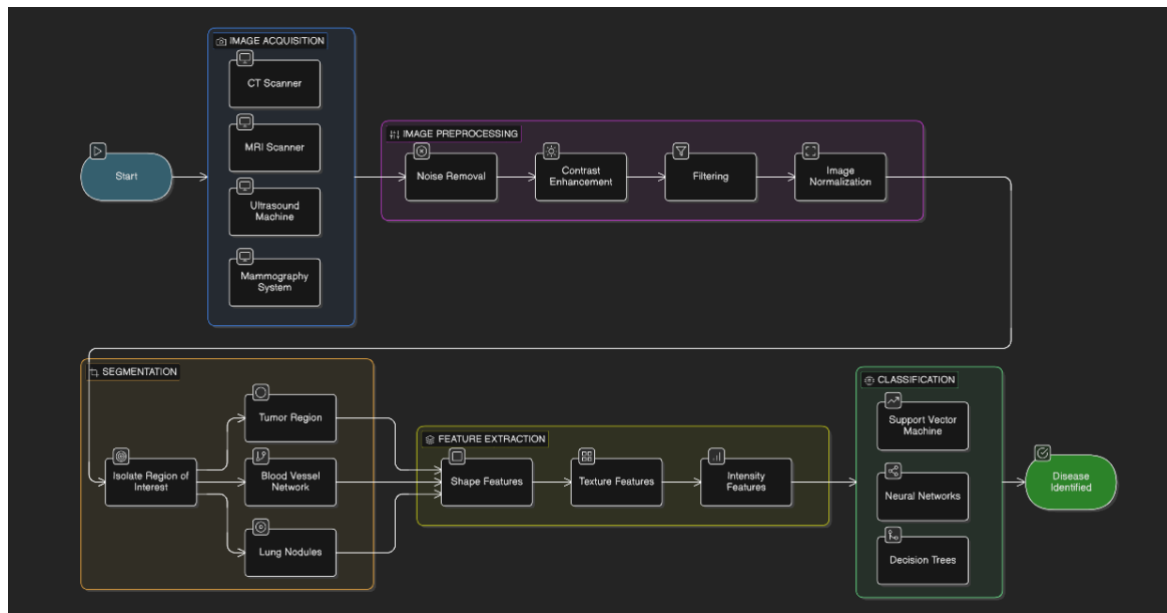 IMAGE ACQUISITION
CT Scanner
MRI Scanner
Ultrasound
Machine
Mammography
System
Start
IMAGE PREPROCESSING
Noise Removal
Contrast
Enhancement
Filtering
Image
Normalization
SEGMENTATION
Isolate Region of
Interest
Tumor Region
Blood Vessel
Network
Lung Nodules
FEATURE EXTRACTION
Shape Features
Texture Features
Intensity
Features
CLASSIFICATION
Support Vector
Machine
Neural Networks
Decision Trees
Disease
Identified